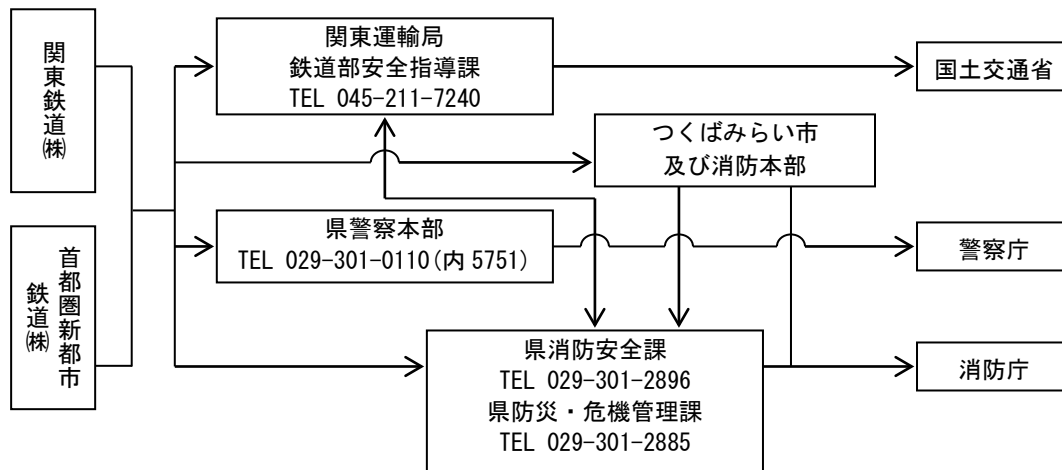 関東鉄道㈱
首都圏新都市
鉄道㈱
関東運輸局
鉄道部安全指導課
TEL 045-211-7240
国土交通省
つくばみらい市
及び消防本部
県警察本部
TEL 029-301-0110(内 5751)
警察庁
県消防安全課
TEL 029-301-2896
県防災・危機管理課
TEL 029-301-2885
消防庁